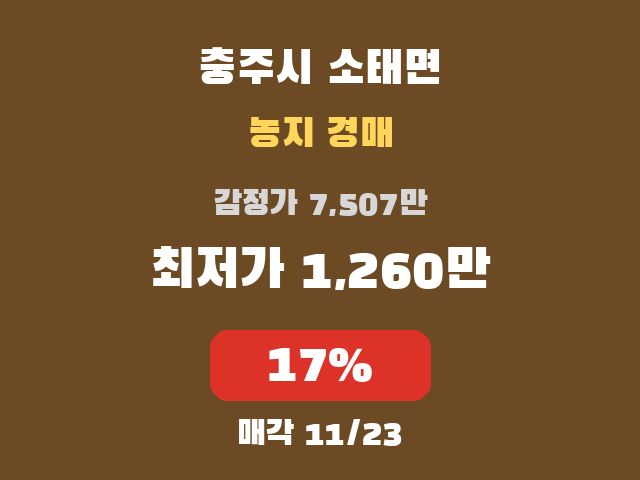 충주시 소태면
농지 경매
감정가 7,507만
최저가 1,260만
17%
매각 11/23